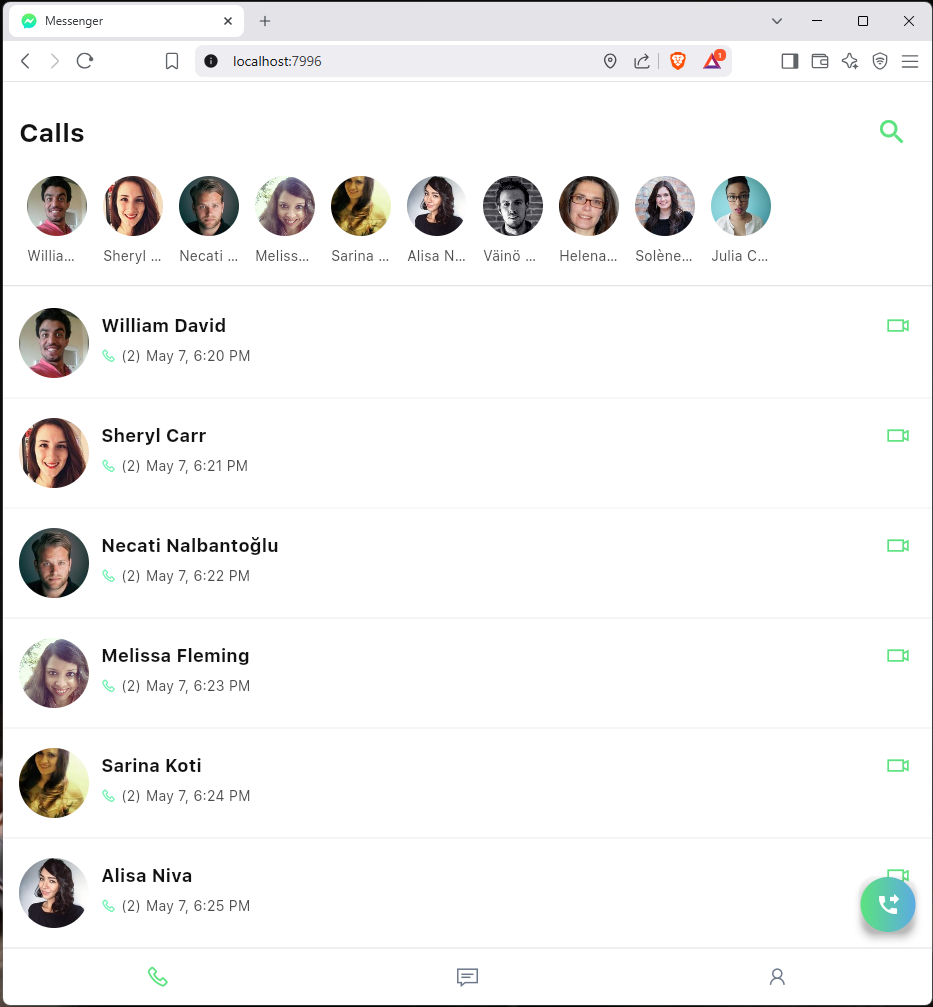 Messenger
localhost:7996
1
Calls
Willia...
Sheryl ...
Necati ...
Meliss...
Sarina ...
Alisa N...
Väinö ...
Helena...
Solène...
Julia C...
William David
(2) May 7, 6:20 PM
Sheryl Carr
(2) May 7, 6:21 PM
Necati Nalbantoğlu
(2) May 7, 6:22 PM
Melissa Fleming
(2) May 7, 6:23 PM
Sarina Koti
(2) May 7, 6:24 PM
Alisa Niva
(2) May 7, 6:25 PM